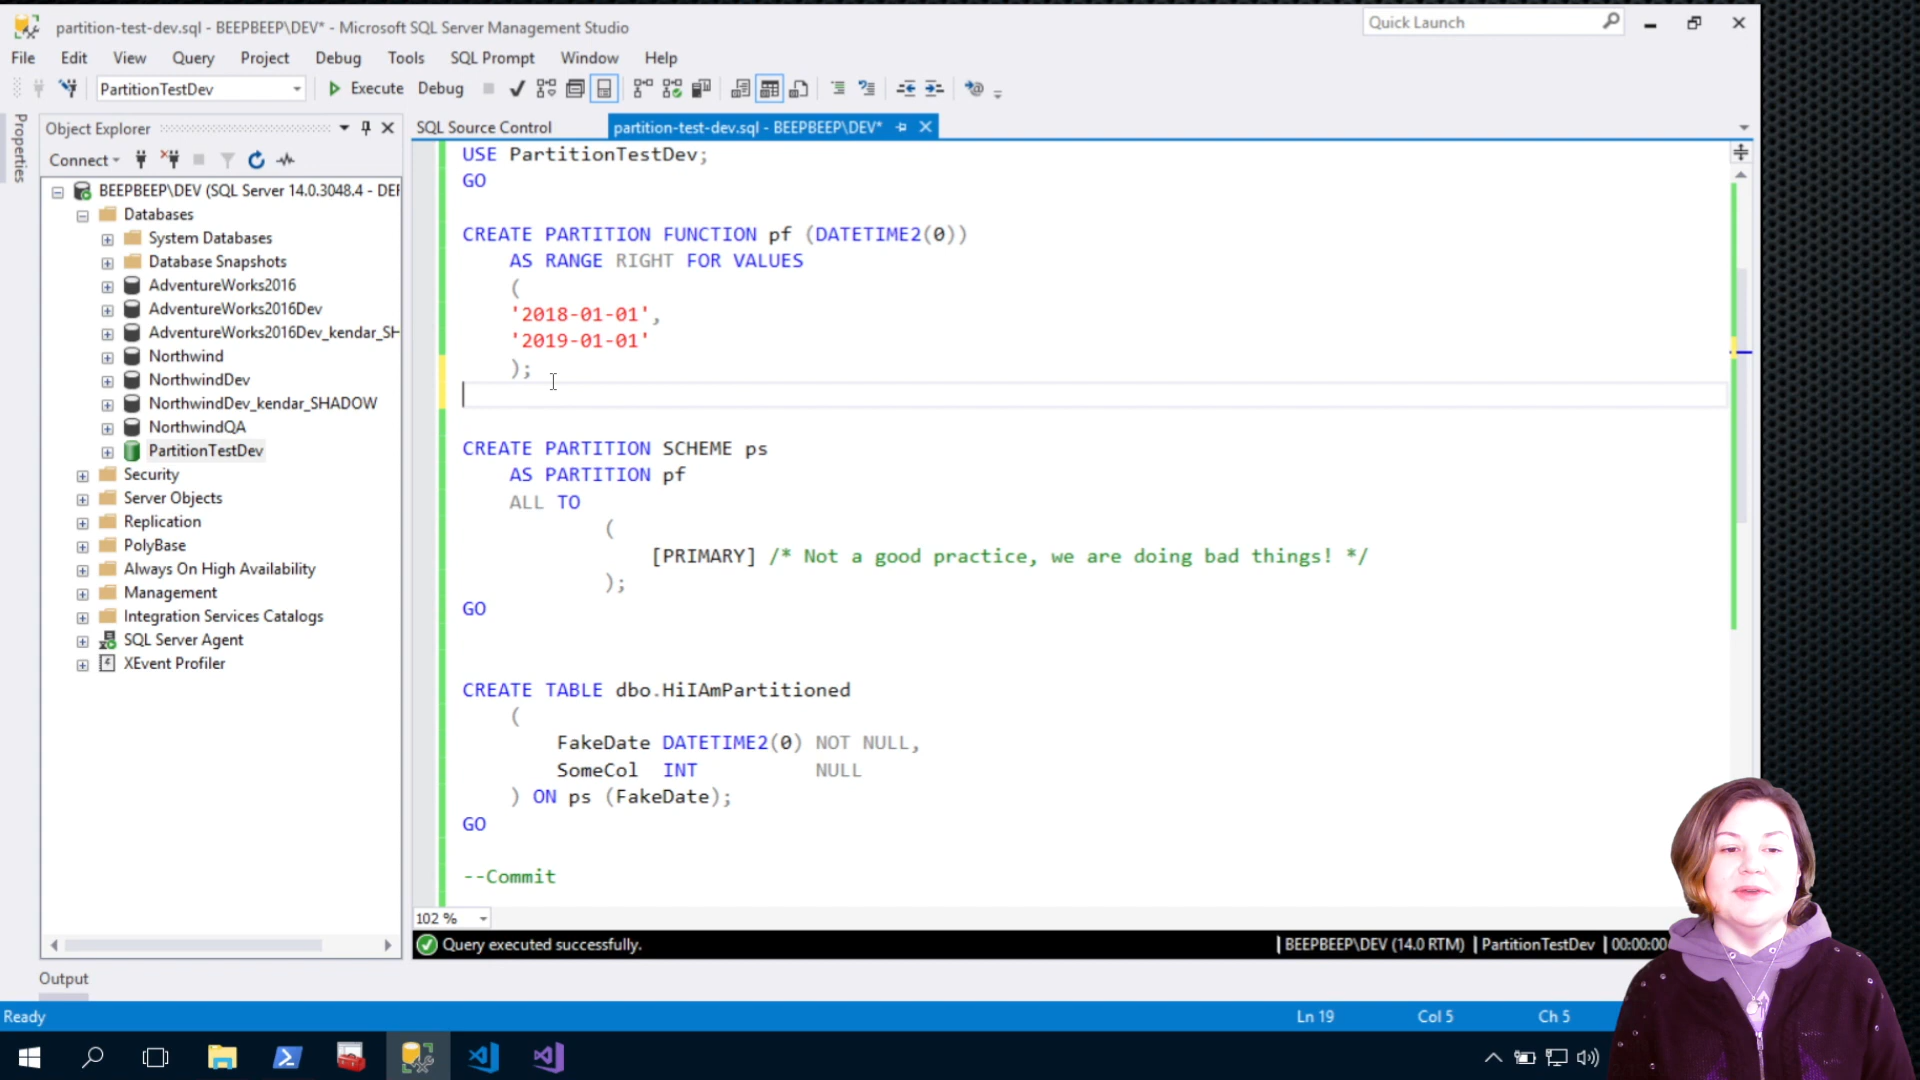 partition-test-dev.sql - BEEPBEEP\DEV* - Microsoft SQL Server Management Studio
Quick Launch
File Edit View Query Project Debug Tools SQL Prompt Window Help
PartitionTestDev
Execute Debug
Properties
Object Explorer
Connect
BEEPBEEP\DEV (SQL Server 14.0.3048.4 - DEF
Databases
System Databases
Database Snapshots
AdventureWorks2016
AdventureWorks2016Dev
AdventureWorks2016Dev_kendar_SH
Northwind
NorthwindDev
NorthwindDev_kendar_SHADOW
NorthwindQA
PartitionTestDev
Security
Server Objects
Replication
PolyBase
Always On High Availability
Management
Integration Services Catalogs
SQL Server Agent
XEvent Profiler
SQL Source Control
partition-test-dev.sql - BEEPBEEP\DEV*
USE PartitionTestDev;
GO
CREATE PARTITION FUNCTION pf (DATETIME2(0))
AS RANGE RIGHT FOR VALUES
(
'2018-01-01',
'2019-01-01'
);
CREATE PARTITION SCHEME ps
AS PARTITION pf
ALL TO
(
[PRIMARY] /* Not a good practice, we are doing bad things! */
);
GO
CREATE TABLE dbo.HiIAmPartitioned
(
FakeDate DATETIME2(0) NOT NULL,
SomeCol INT NULL
) ON ps (FakeDate);
GO
--Commit
102 %
Query executed successfully.
BEEPBEEP\DEV (14.0 RTM) | PartitionTestDev | 00:00:00
Output
Ready
Ln 19
Col 5
Ch 5